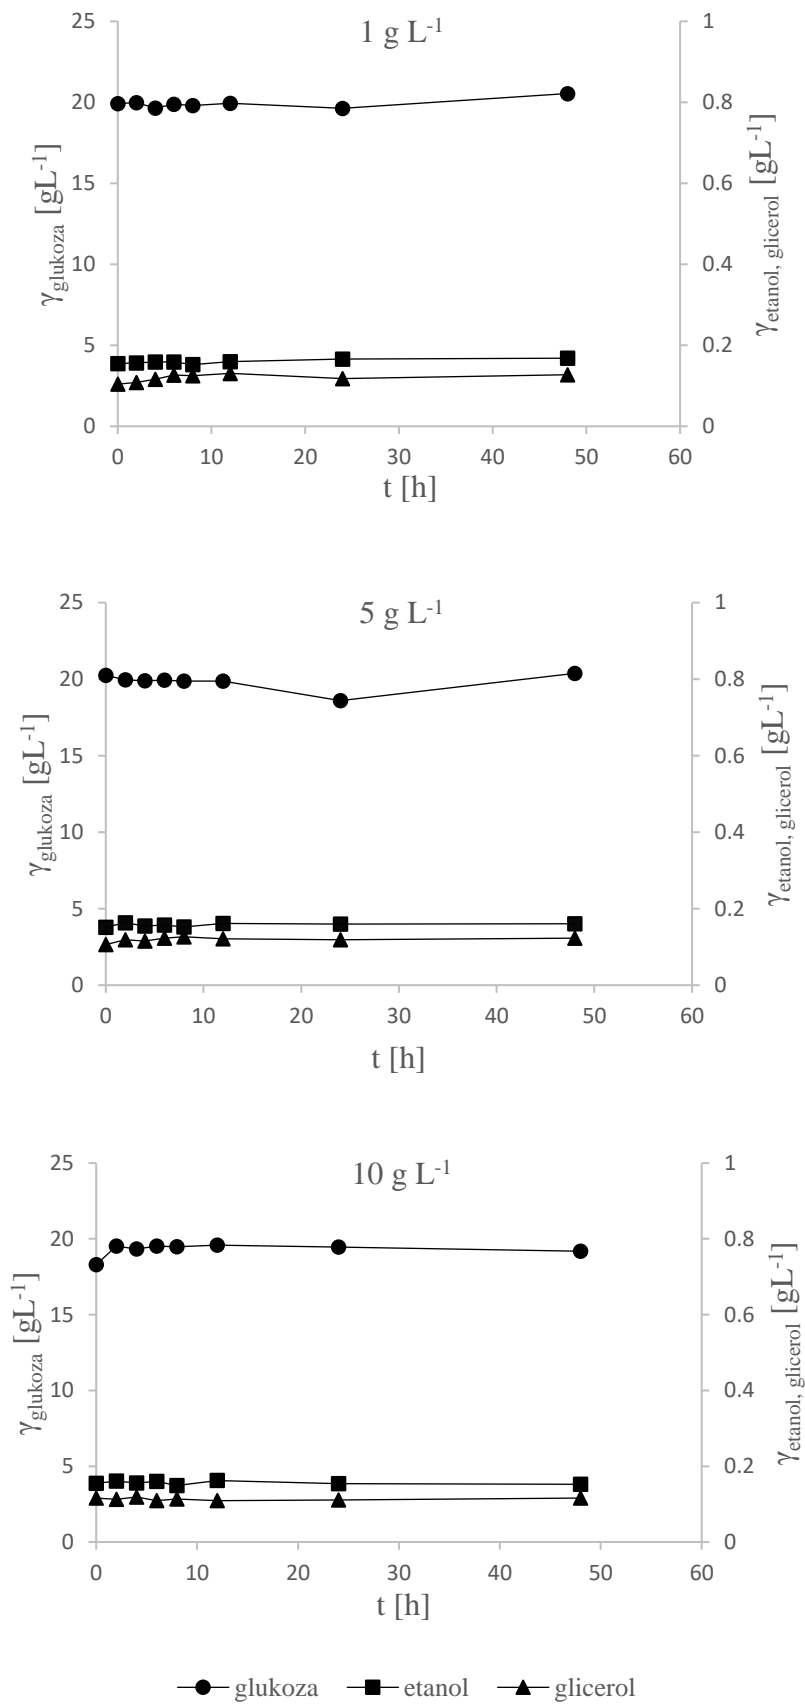 1 g L⁻¹
25
20
15
10
5
0
γglukoza [gL⁻¹]
1
0.8
0.6
0.4
0.2
0
γetanol, glicerol [gL⁻¹]
0 10 20 30 40 50 60
t [h]
5 g L⁻¹
25
20
15
10
5
0
γglukoza [gL⁻¹]
1
0.8
0.6
0.4
0.2
0
γetanol, glicerol [gL⁻¹]
0 10 20 30 40 50 60
t [h]
10 g L⁻¹
25
20
15
10
5
0
γglukoza [gL⁻¹]
1
0.8
0.6
0.4
0.2
0
γetanol, glicerol [gL⁻¹]
0 10 20 30 40 50 60
t [h]
glukoza etanol glicerol